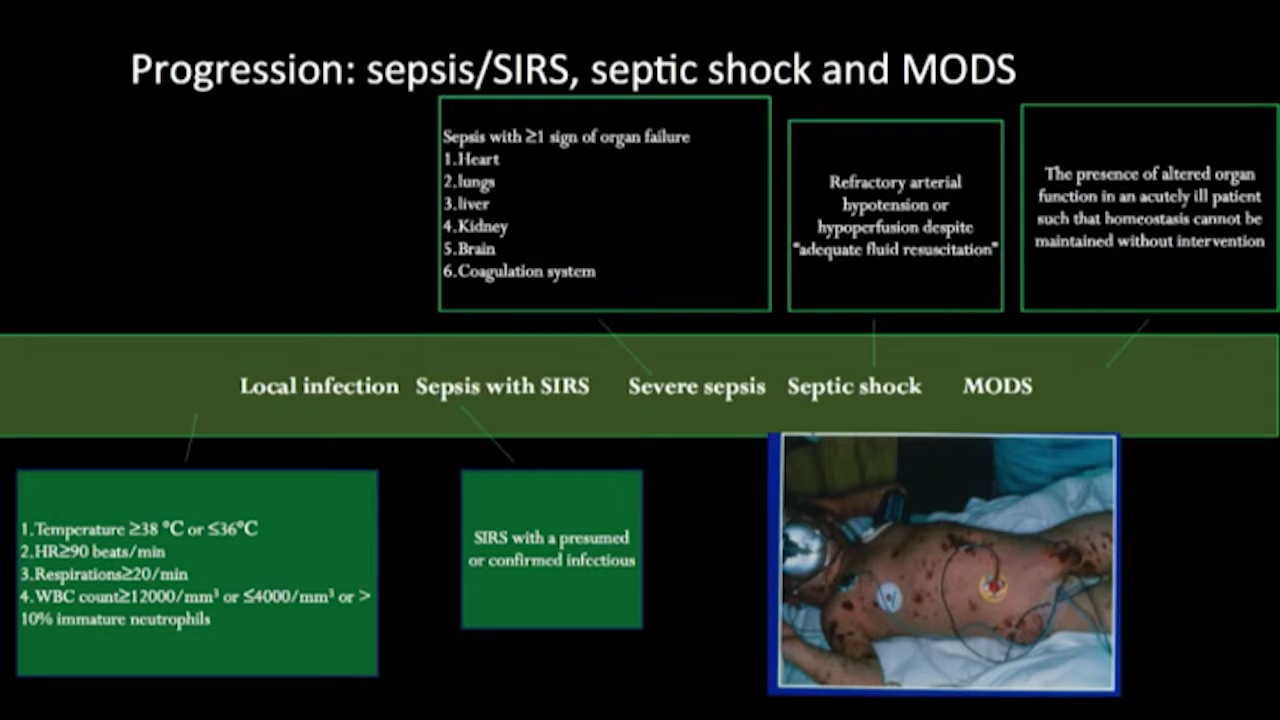 Progression: sepsis/SIRS, septic shock and MODS
Sepsis with ≥1 sign of organ failure
1.Heart
2.lungs
3.liver
4.Kidney
5.Brain
6.Coagulation system
Refractory arterial
hypotension or
hypoperfusion despite
“adequate fluid resuscitation”
The presence of altered organ
function in an acutely ill patient
such that homeostasis cannot be
maintained without intervention
Local infection Sepsis with SIRS Severe sepsis Septic shock MODS
1.Temperature ≥38 °C or ≤36°C
2.HR≥90 beats/min
3.Respirations≥20/min
4.WBC count≥12000/mm³ or ≤4000/mm³ or >
10% immature neutrophils
SIRS with a presumed
or confirmed infectious